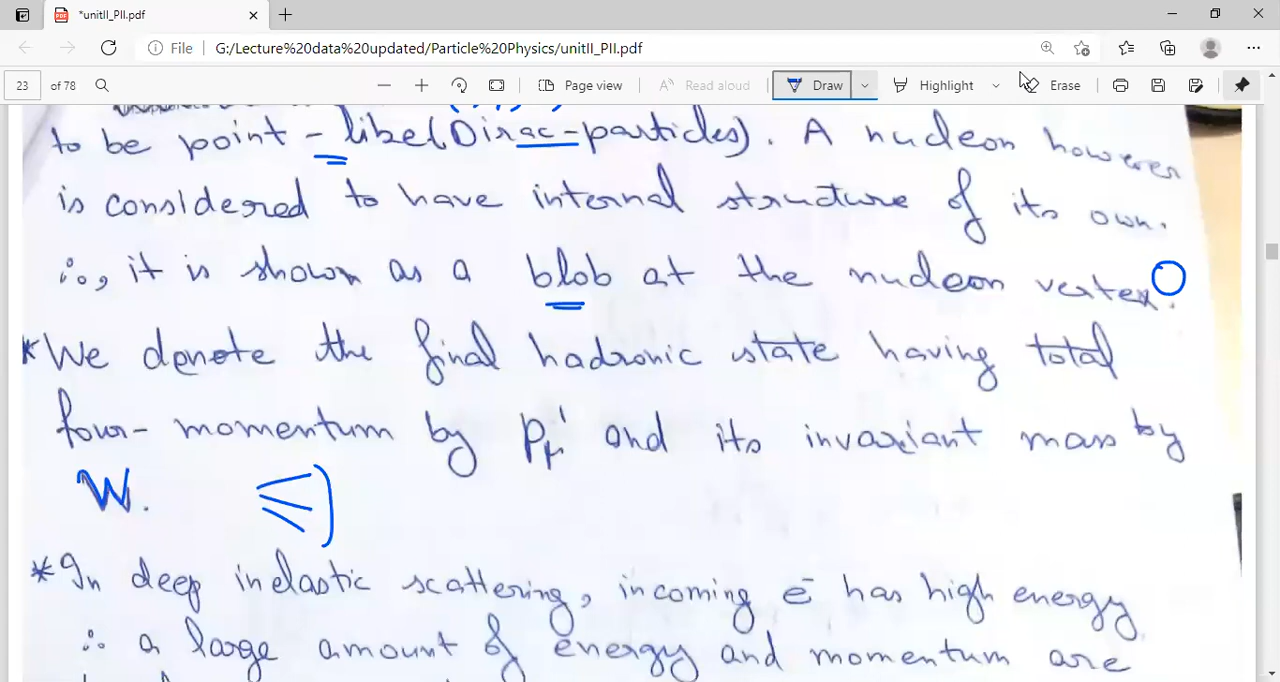 *unitII_PII.pdf
File G:/Lecture%20data%20updated/Particle%20Physics/unitII_PII.pdf
23 of 78 Page view Read aloud Draw Highlight Erase
to be point - like (Dirac-particles). A nucleon however
is considered to have internal structure of its own.
∴, it is shown as a blob at the nucleon vertex.
*We denote the final hadronic state having total
four-momentum by Pf' and its invariant mass by
W.
*In deep inelastic scattering, incoming e⁻ has high energy
∴ a large amount of energy and momentum are